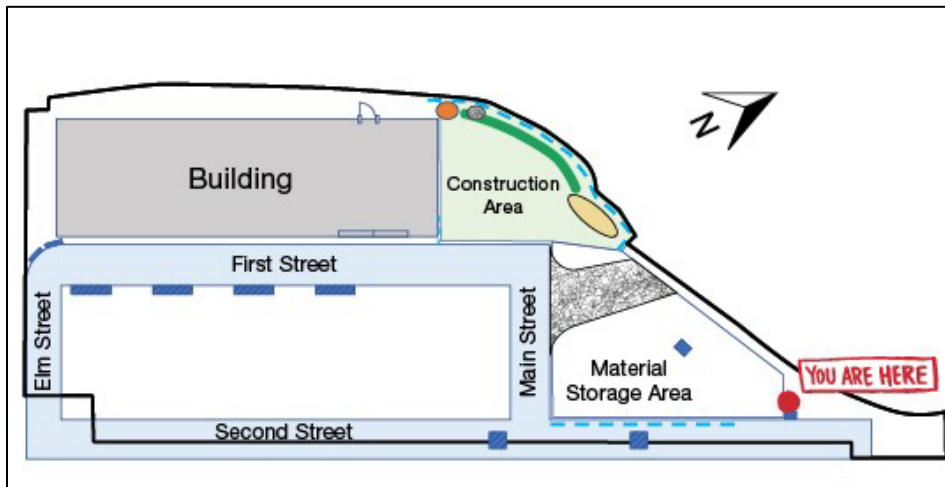 N
Building
Construction
Area
First Street
Elm Street
Main Street
YOU ARE HERE
Material
Storage Area
Second Street